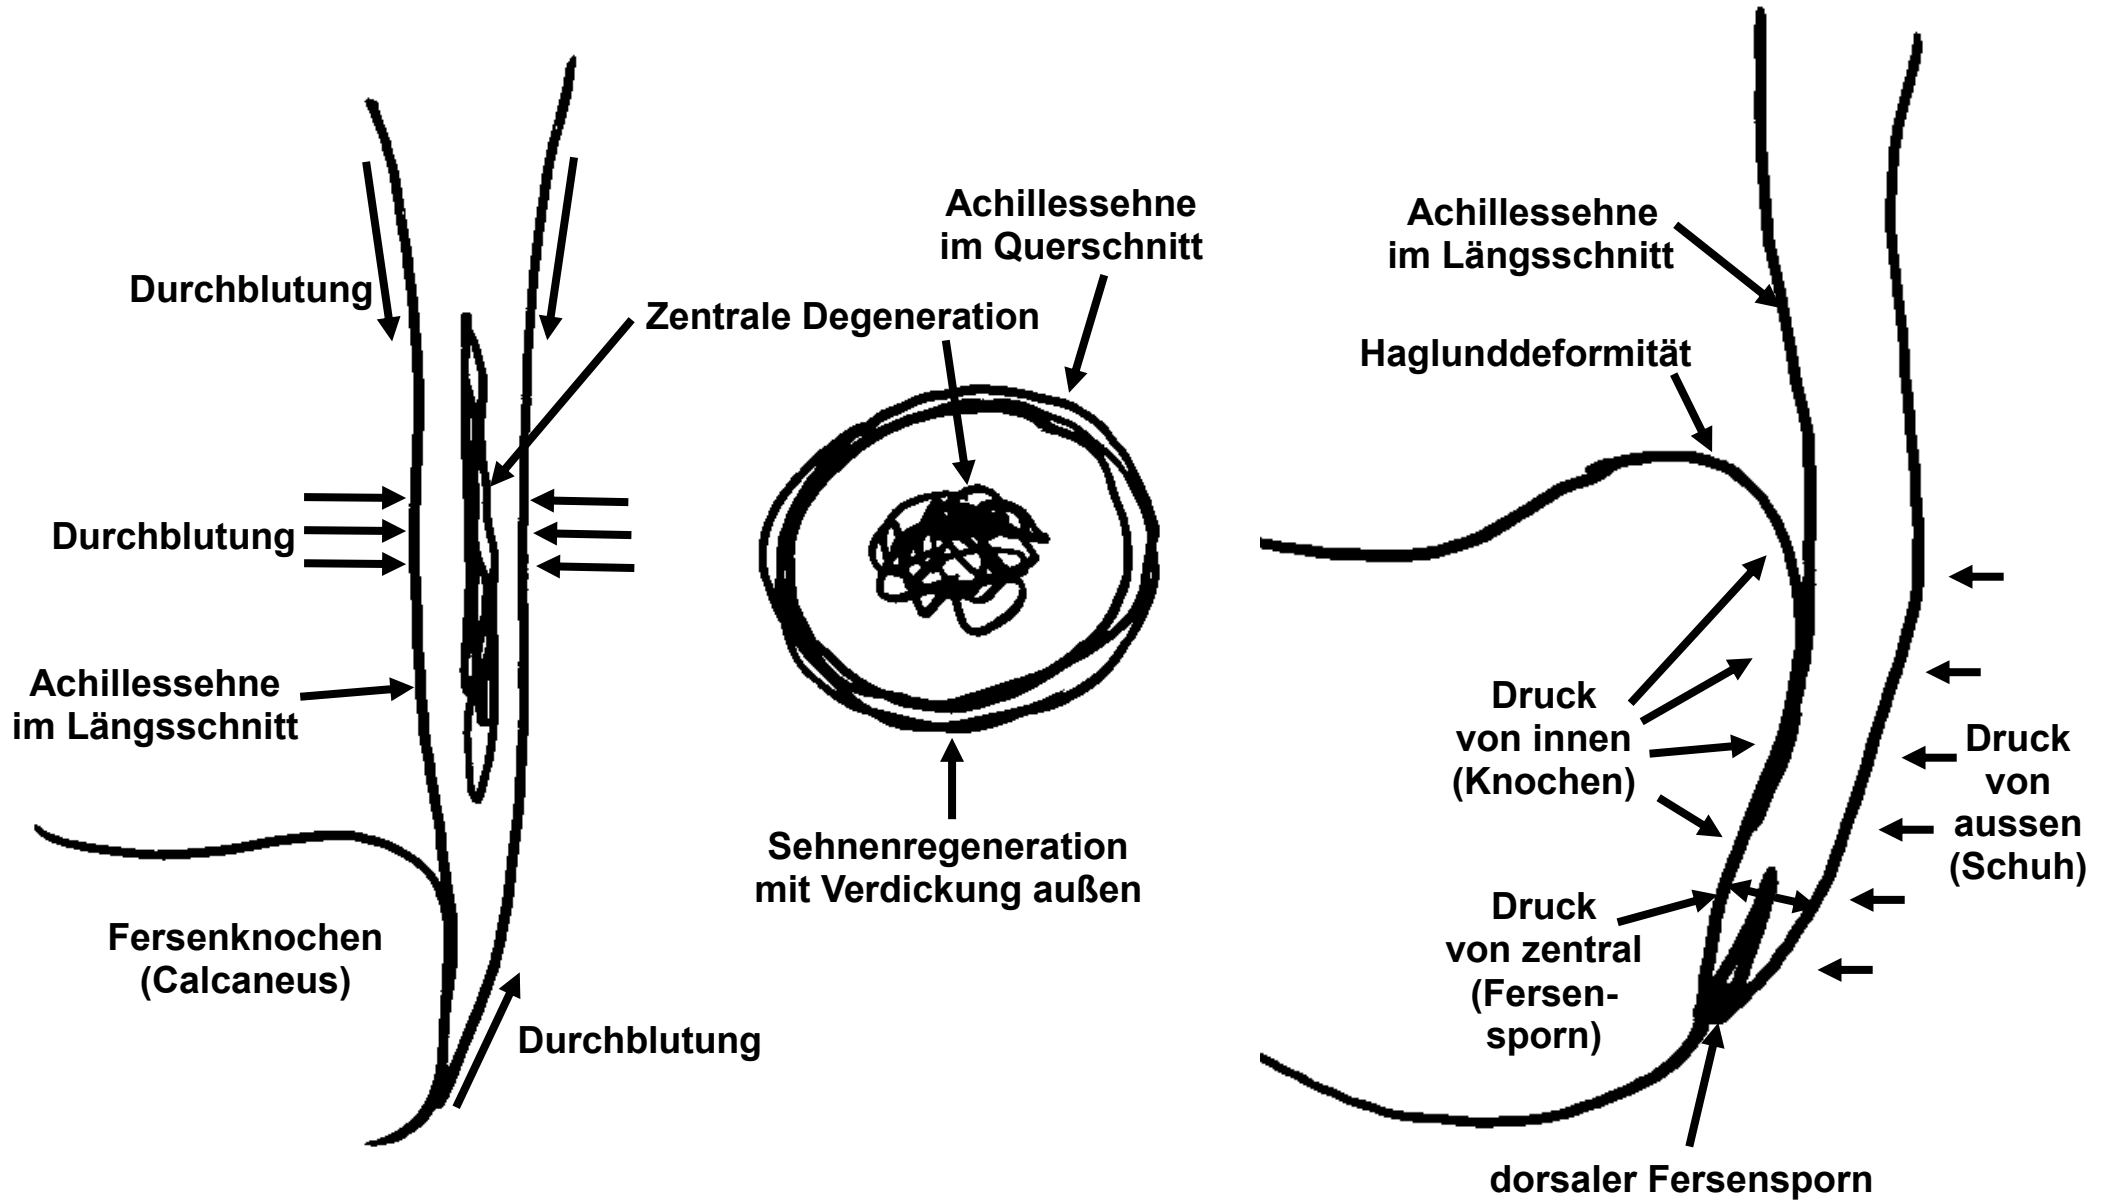 Durchblutung
Durchblutung
Achillessehne
im Längsschnitt
Fersenknochen
(Calcaneus)
Durchblutung
Zentrale Degeneration
Achillessehne
im Querschnitt
Sehnenregeneration
mit Verdickung außen
Achillessehne
im Längsschnitt
Haglunddeformität
Druck
von innen
(Knochen)
Druck
von
aussen
(Schuh)
Druck
von zentral
(Fersen-
sporn)
dorsaler Fersensporn